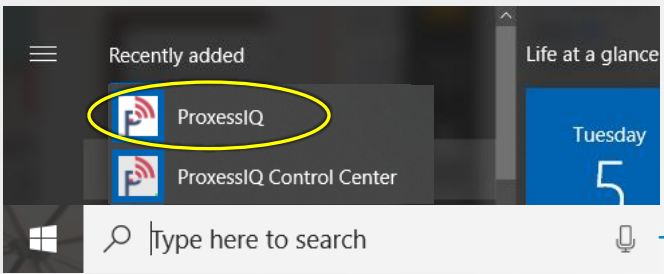 Recently added
Life at a glance
ProxessIQ
Tuesday
ProxessIQ Control Center
5
Type here to search